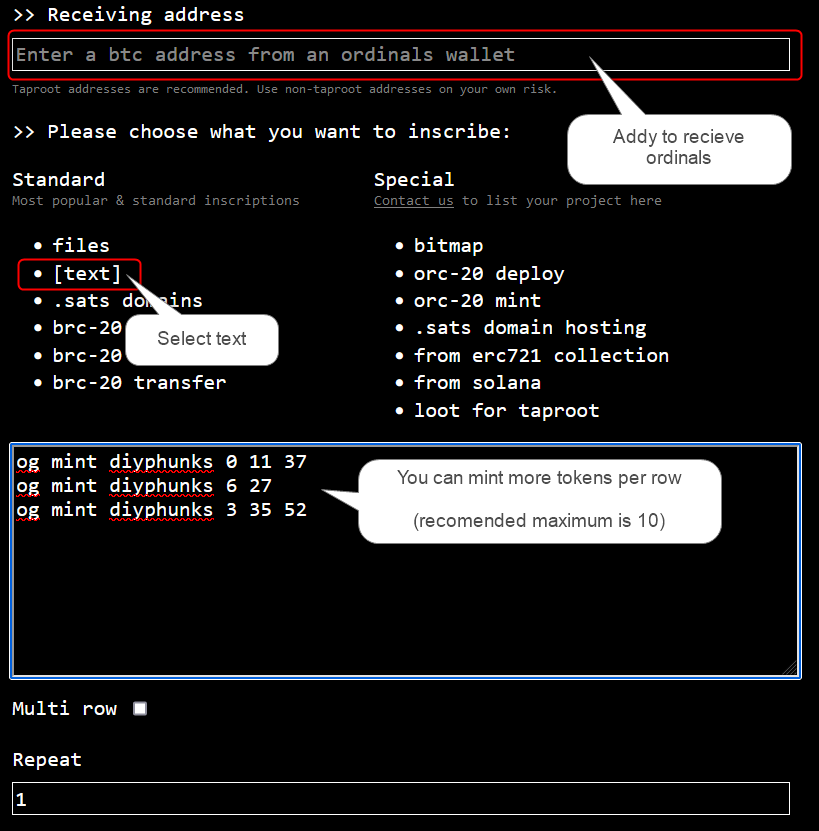 >> Receiving address
Enter a btc address from an ordinals wallet
Taproot addresses are recommended. Use non-taproot addresses on your own risk.
Addy to recieve
ordinals
>> Please choose what you want to inscribe:
Standard
Most popular & standard inscriptions
files
[text]
.sats domains
Select text
brc-20
brc-20
brc-20 transfer
Special
Contact us to list your project here
bitmap
orc-20 deploy
orc-20 mint
.sats domain hosting
from erc721 collection
from solana
loot for taproot
og mint diyphunks 0 11 37
og mint diyphunks 6 27
og mint diyphunks 3 35 52
You can mint more tokens per row
(recomended maximum is 10)
Multi row
Repeat
1